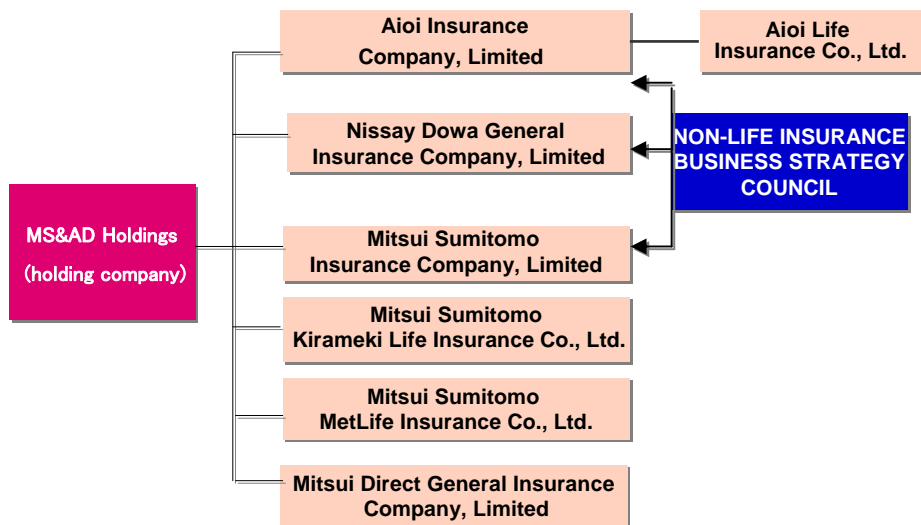 Aioi Insurance
Company, Limited
Aioi Life
Insurance Co., Ltd.
Nissay Dowa General
Insurance Company, Limited
NON-LIFE INSURANCE
BUSINESS STRATEGY
COUNCIL
MS&AD Holdings
(holding company)
Mitsui Sumitomo
Insurance Company, Limited
Mitsui Sumitomo
Kirameki Life Insurance Co., Ltd.
Mitsui Sumitomo
MetLife Insurance Co., Ltd.
Mitsui Direct General Insurance
Company, Limited